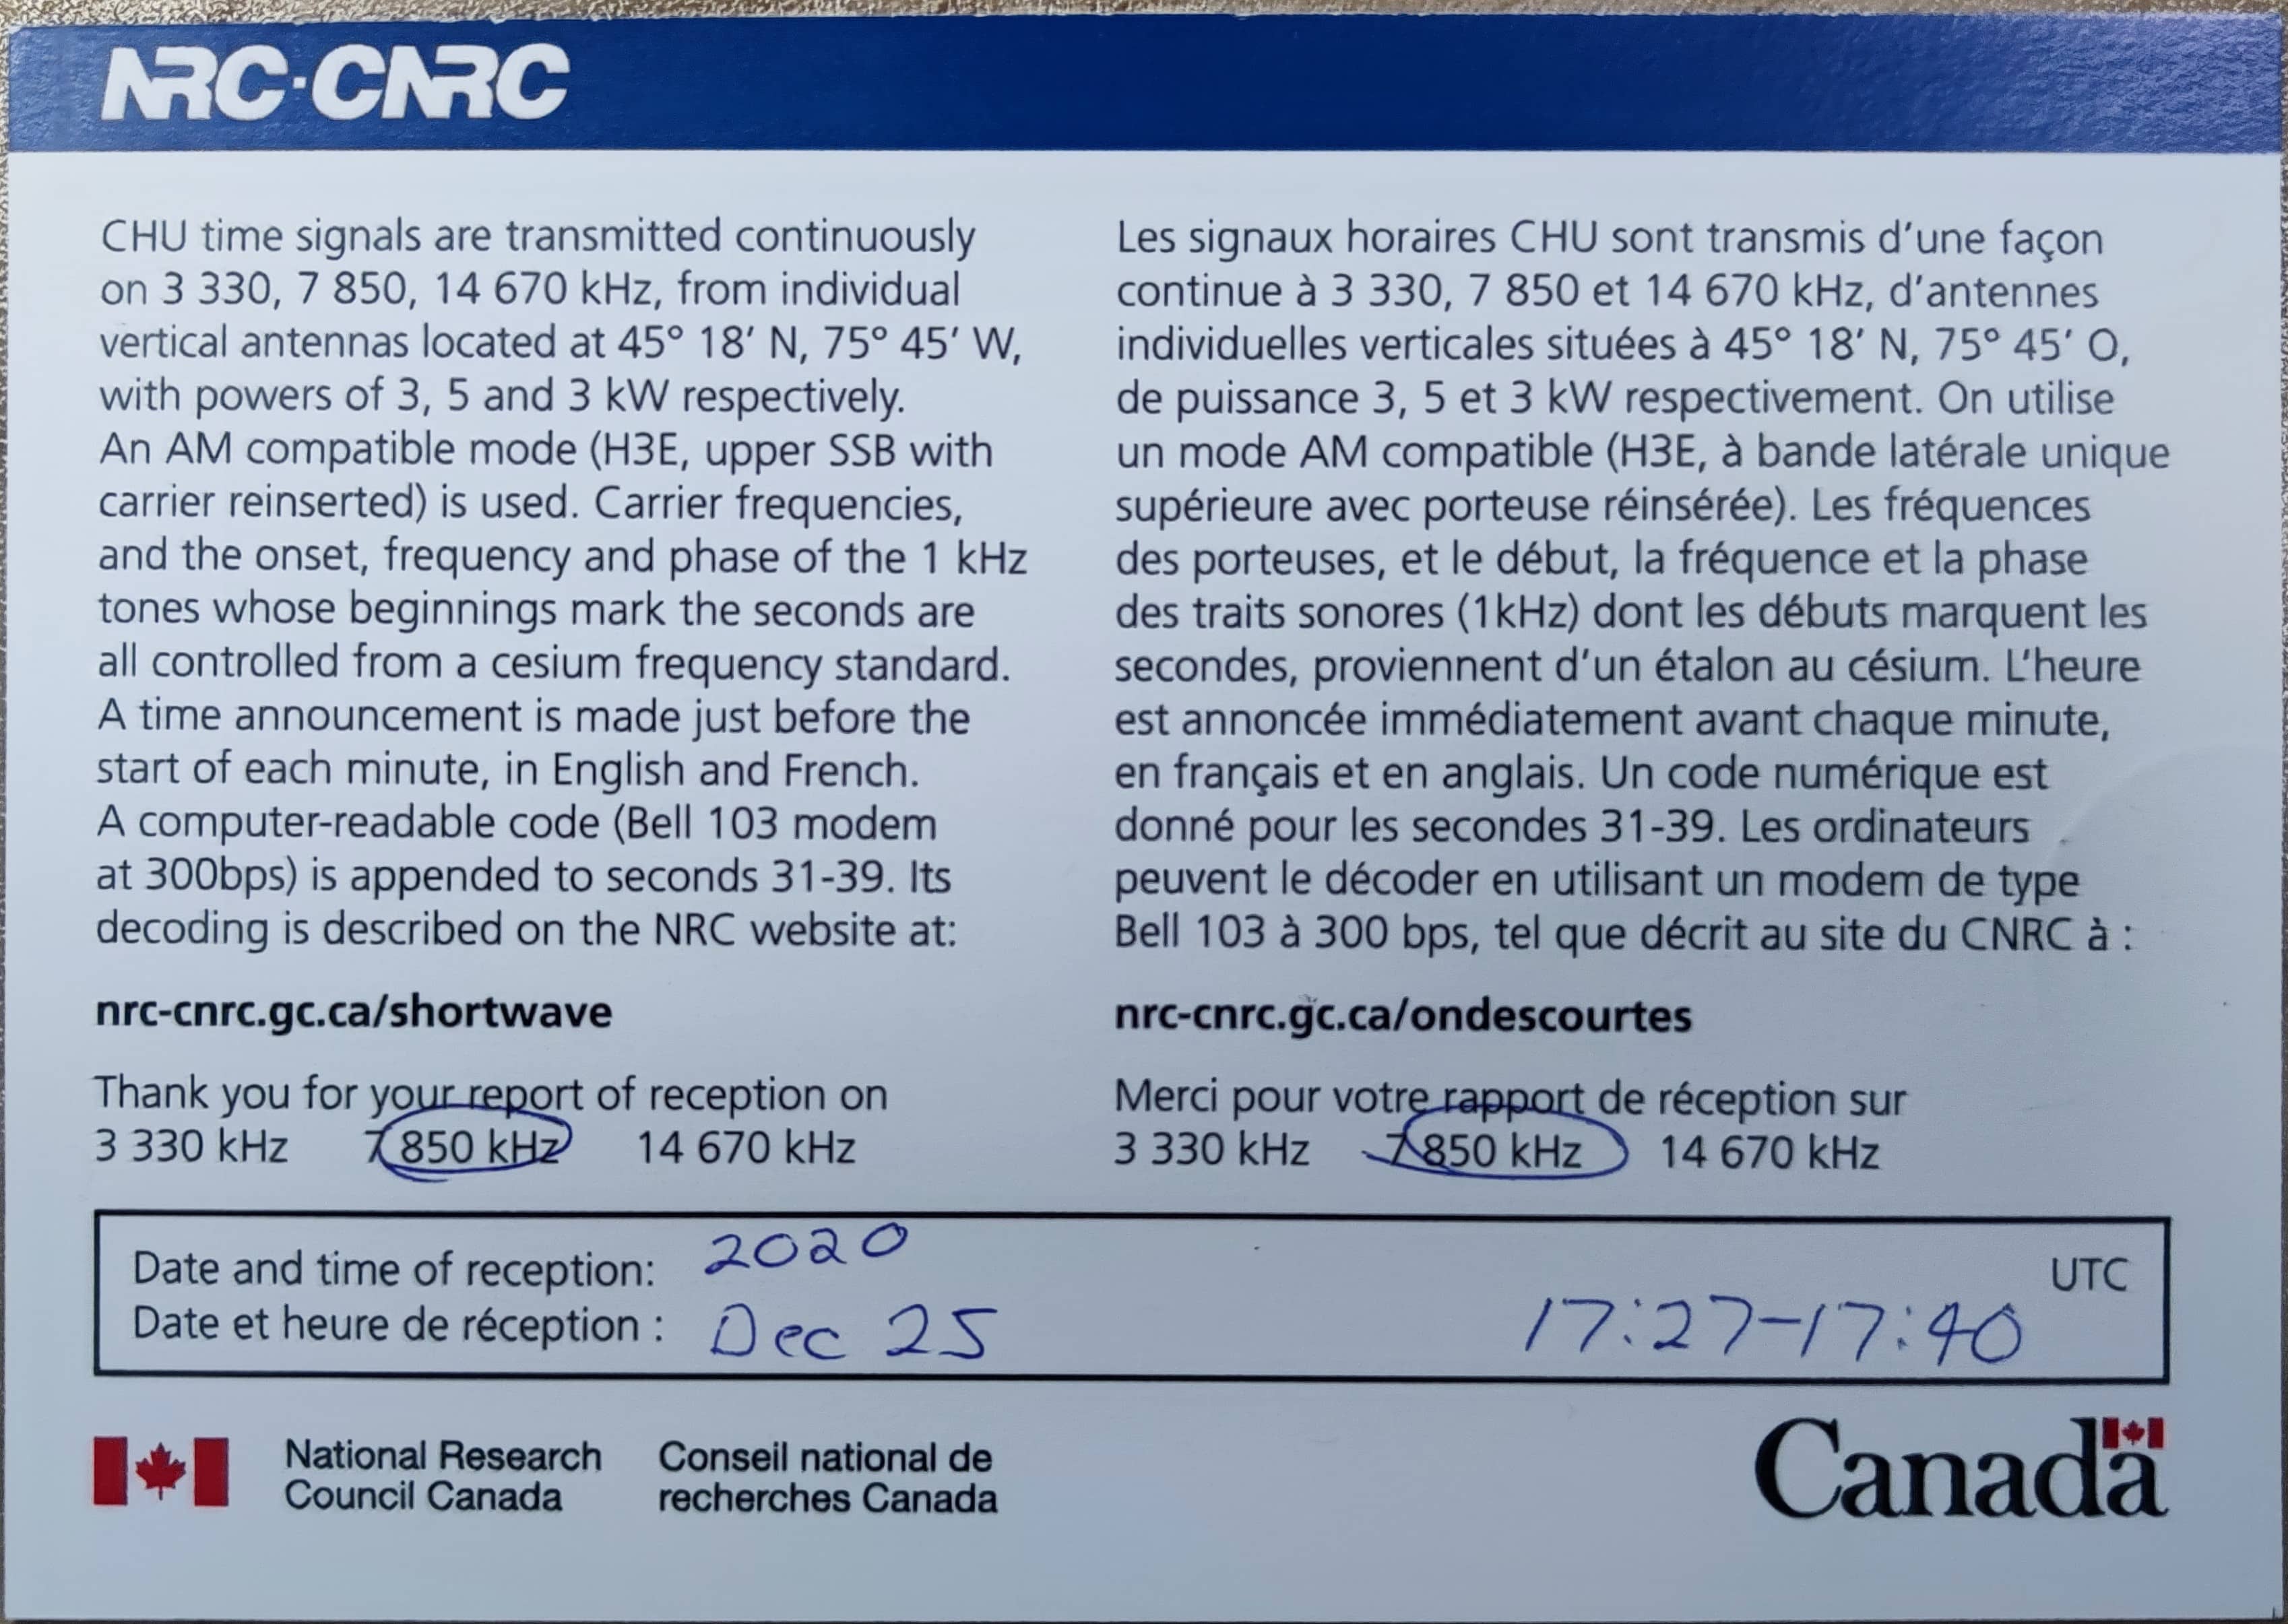 NRC·CNRC
CHU time signals are transmitted continuously
on 3 330, 7 850, 14 670 kHz, from individual
vertical antennas located at 45° 18′ N, 75° 45′ W,
with powers of 3, 5 and 3 kW respectively.
An AM compatible mode (H3E, upper SSB with
carrier reinserted) is used. Carrier frequencies,
and the onset, frequency and phase of the 1 kHz
tones whose beginnings mark the seconds are
all controlled from a cesium frequency standard.
A time announcement is made just before the
start of each minute, in English and French.
A computer-readable code (Bell 103 modem
at 300bps) is appended to seconds 31-39. Its
decoding is described on the NRC website at:
nrc-cnrc.gc.ca/shortwave
Thank you for your report of reception on
3 330 kHz 7 850 kHz 14 670 kHz
Les signaux horaires CHU sont transmis d'une façon
continue à 3 330, 7 850 et 14 670 kHz, d'antennes
individuelles verticales situées à 45° 18′ N, 75° 45′ O,
de puissance 3, 5 et 3 kW respectivement. On utilise
un mode AM compatible (H3E, à bande latérale unique
supérieure avec porteuse réinsérée). Les fréquences
des porteuses, et le début, la fréquence et la phase
des traits sonores (1kHz) dont les débuts marquent les
secondes, proviennent d'un étalon au césium. L'heure
est annoncée immédiatement avant chaque minute,
en français et en anglais. Un code numérique est
donné pour les secondes 31-39. Les ordinateurs
peuvent le décoder en utilisant un modem de type
Bell 103 à 300 bps, tel que décrit au site du CNRC à :
nrc-cnrc.gc.ca/ondescourtes
Merci pour votre rapport de réception sur
3 330 kHz 7 850 kHz 14 670 kHz
Date and time of reception: 2020 UTC
Date et heure de réception : Dec 25 17:27-17:40
National Research
Council Canada
Conseil national de
recherches Canada
Canada